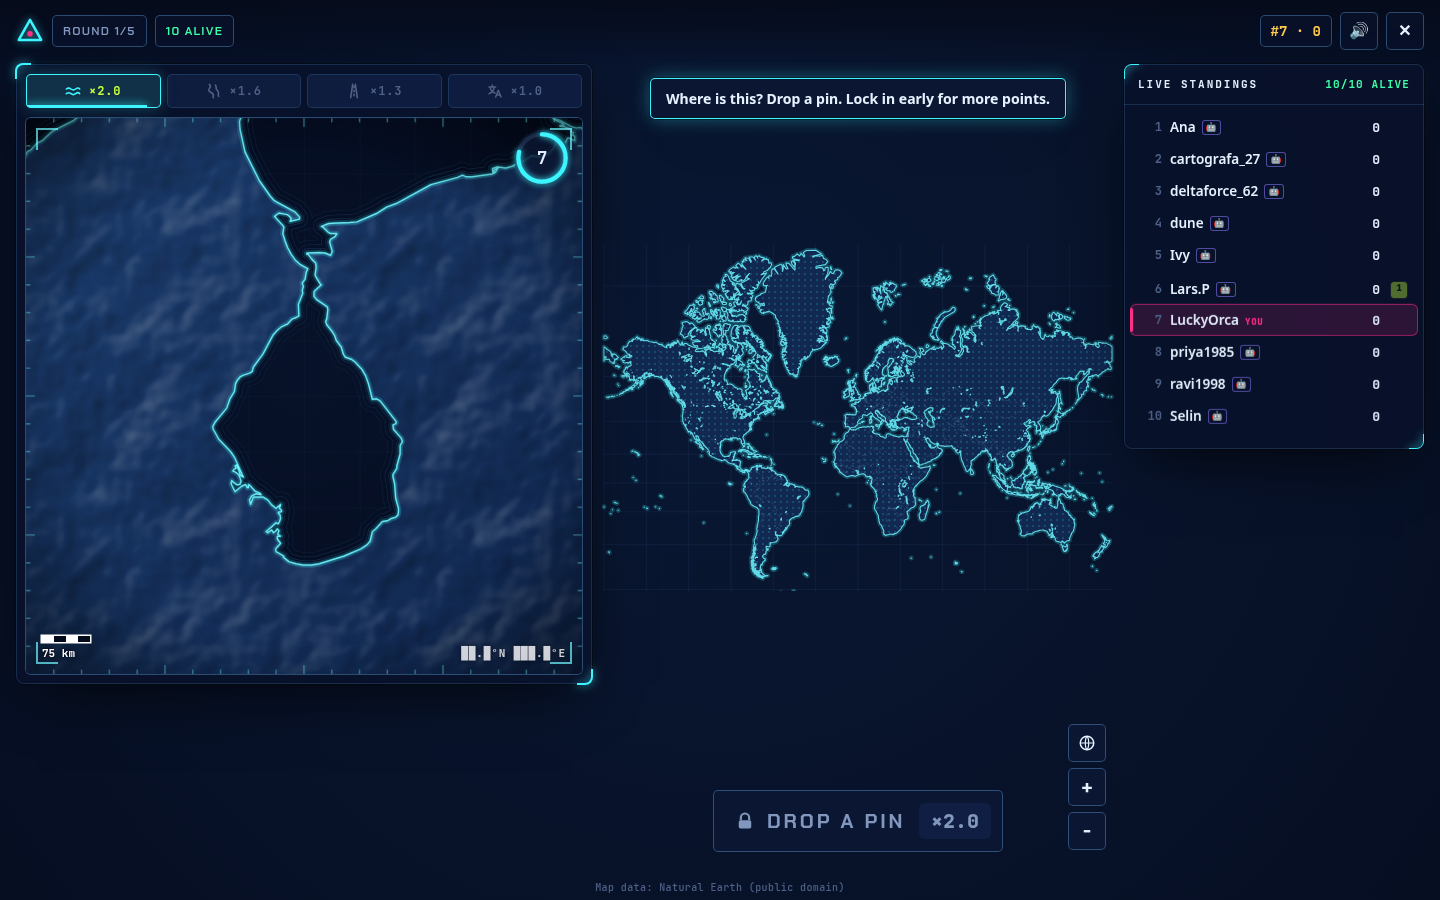 ROUND 1/5
10 ALIVE
#7 · 0
×2.0
×1.6
×1.3
×1.0
7
75 km
██.█°N ███.█°E
Where is this? Drop a pin. Lock in early for more points.
DROP A PIN ×2.0
+
-
LIVE STANDINGS 10/10 ALIVE
1 Ana 0
2 cartografa_27 0
3 deltaforce_62 0
4 dune 0
5 Ivy 0
6 Lars.P 0 1
7 LuckyOrca YOU 0
8 priya1985 0
9 ravi1998 0
10 Selin 0
Map data: Natural Earth (public domain)